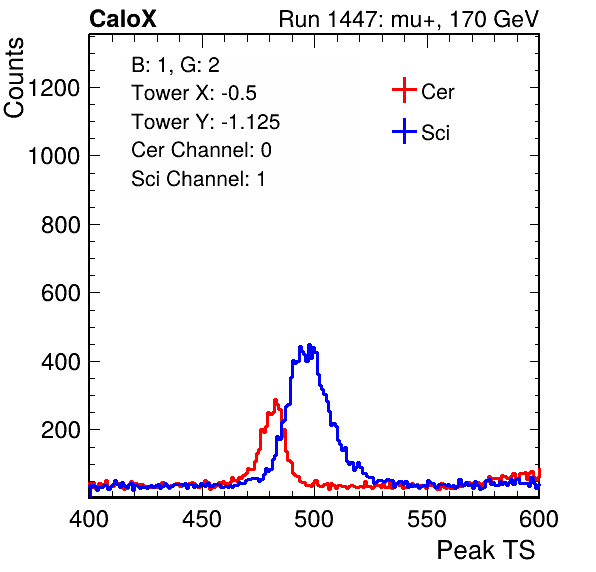 CaloX Run 1447: mu+, 170 GeV
Counts
B: 1, G: 2
Tower X: -0.5
Tower Y: -1.125
Cer Channel: 0
Sci Channel: 1
Cer
Sci
1200
1000
800
600
400
200
400 450 500 550 600
Peak TS